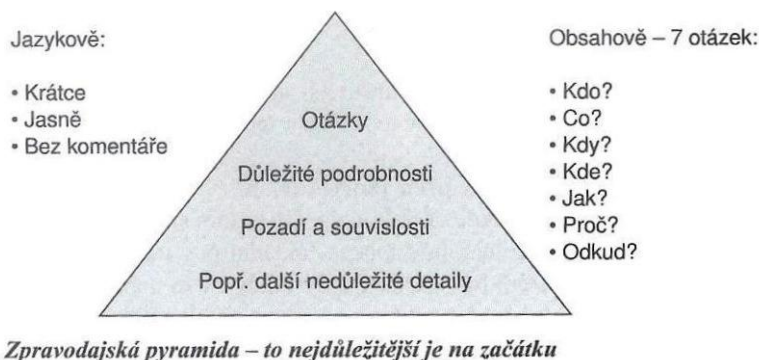 Jazykově:
• Krátce
• Jasně
• Bez komentáře
Otázky
Důležité podrobnosti
Pozadí a souvislosti
Popř. další nedůležité detaily
Obsahově – 7 otázek:
• Kdo?
• Co?
• Kdy?
• Kde?
• Jak?
• Proč?
• Odkud?
Zpravodajská pyramida – to nejdůležitější je na začátku